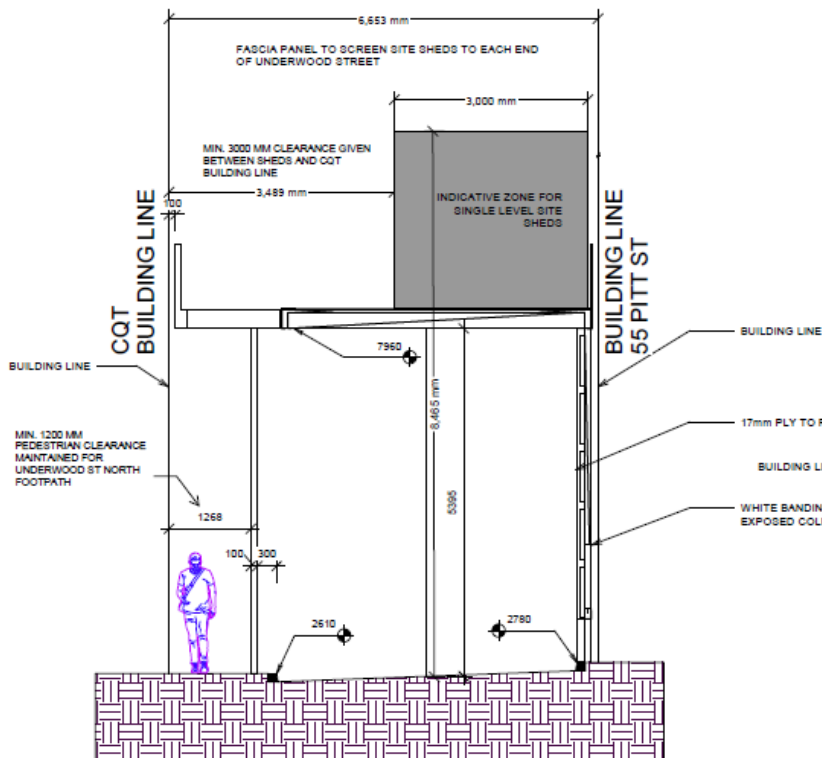 6,653 mm
FASCIA PANEL TO SCREEN SITE SHEDS TO EACH END
OF UNDERWOOD STREET
3,000 mm
MIN. 3000 MM CLEARANCE GIVEN
BETWEEN SHEDS AND CQT
BUILDING LINE
3,489 mm
100
INDICATIVE ZONE FOR
SINGLE LEVEL SITE
SHEDS
CQT
BUILDING LINE
BUILDING LINE
55 PITT ST
BUILDING LINE
7960
BUILDING LINE
8,465 mm
5395
MIN. 1200 MM
PEDESTRIAN CLEARANCE
MAINTAINED FOR
UNDERWOOD ST NORTH
FOOTPATH
17mm PLY TO
BUILDING
WHITE
EXPOSED
1268
100
300
2610
2780